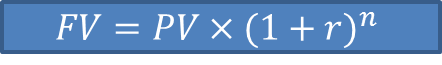 FV = PV × (1 + r)ⁿ